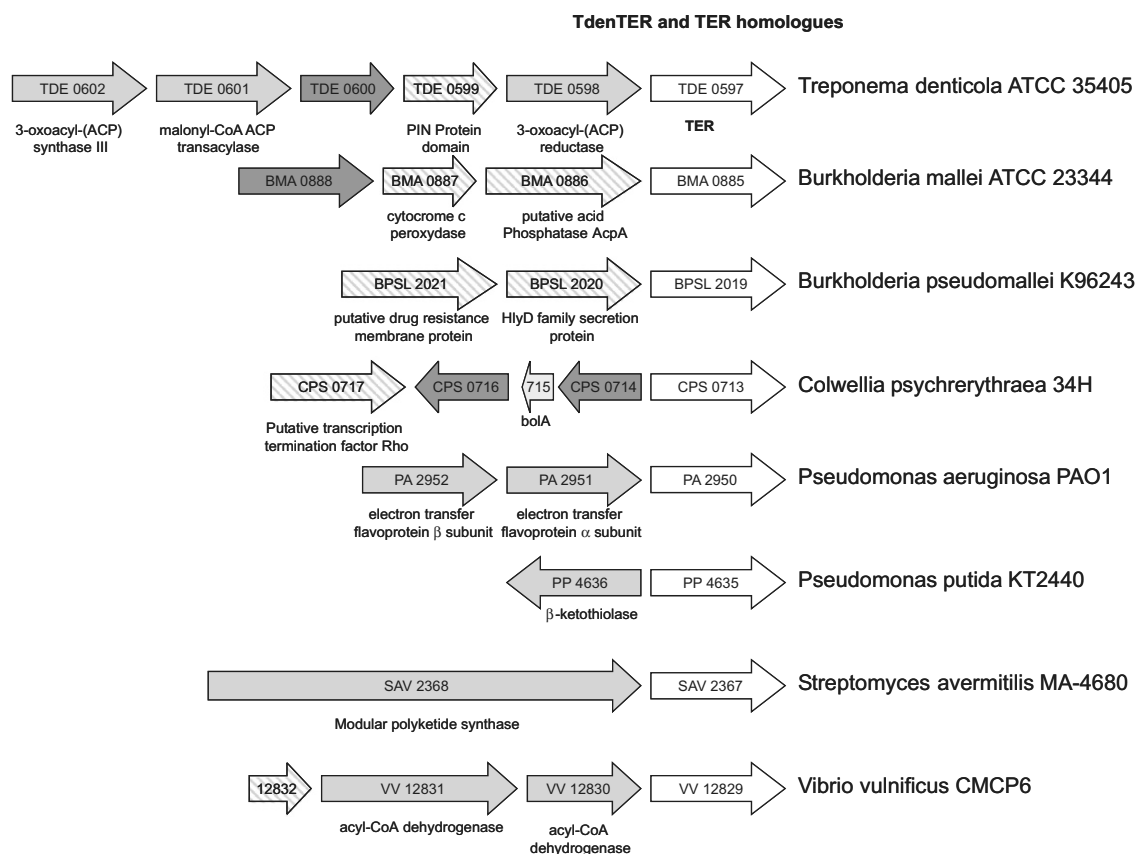 TdenTER and TER homologues
TDE 0602 TDE 0601 TDE 0600 TDE 0599 TDE 0598 TDE 0597 Treponema denticola ATCC 35405
3-oxoacyl-(ACP) malonyl-CoA ACP PIN Protein 3-oxoacyl-(ACP) TER
synthase III transacylase domain reductase
BMA 0888 BMA 0887 BMA 0886 BMA 0885 Burkholderia mallei ATCC 23344
cytocrome c putative acid
peroxydase Phosphatase AcpA
BPSL 2021 BPSL 2020 BPSL 2019 Burkholderia pseudomallei K96243
putative drug resistance HlyD family secretion
membrane protein protein
CPS 0717 CPS 0716 715 CPS 0714 CPS 0713 Colwellia psychrerythraea 34H
bolA
Putative transcription
termination factor Rho
PA 2952 PA 2951 PA 2950 Pseudomonas aeruginosa PAO1
electron transfer electron transfer
flavoprotein β subunit flavoprotein α subunit
PP 4636 PP 4635 Pseudomonas putida KT2440
β-ketothiolase
SAV 2368 SAV 2367 Streptomyces avermitilis MA-4680
Modular polyketide synthase
12832 VV 12831 VV 12830 VV 12829 Vibrio vulnificus CMCP6
acyl-CoA dehydrogenase acyl-CoA
dehydrogenase